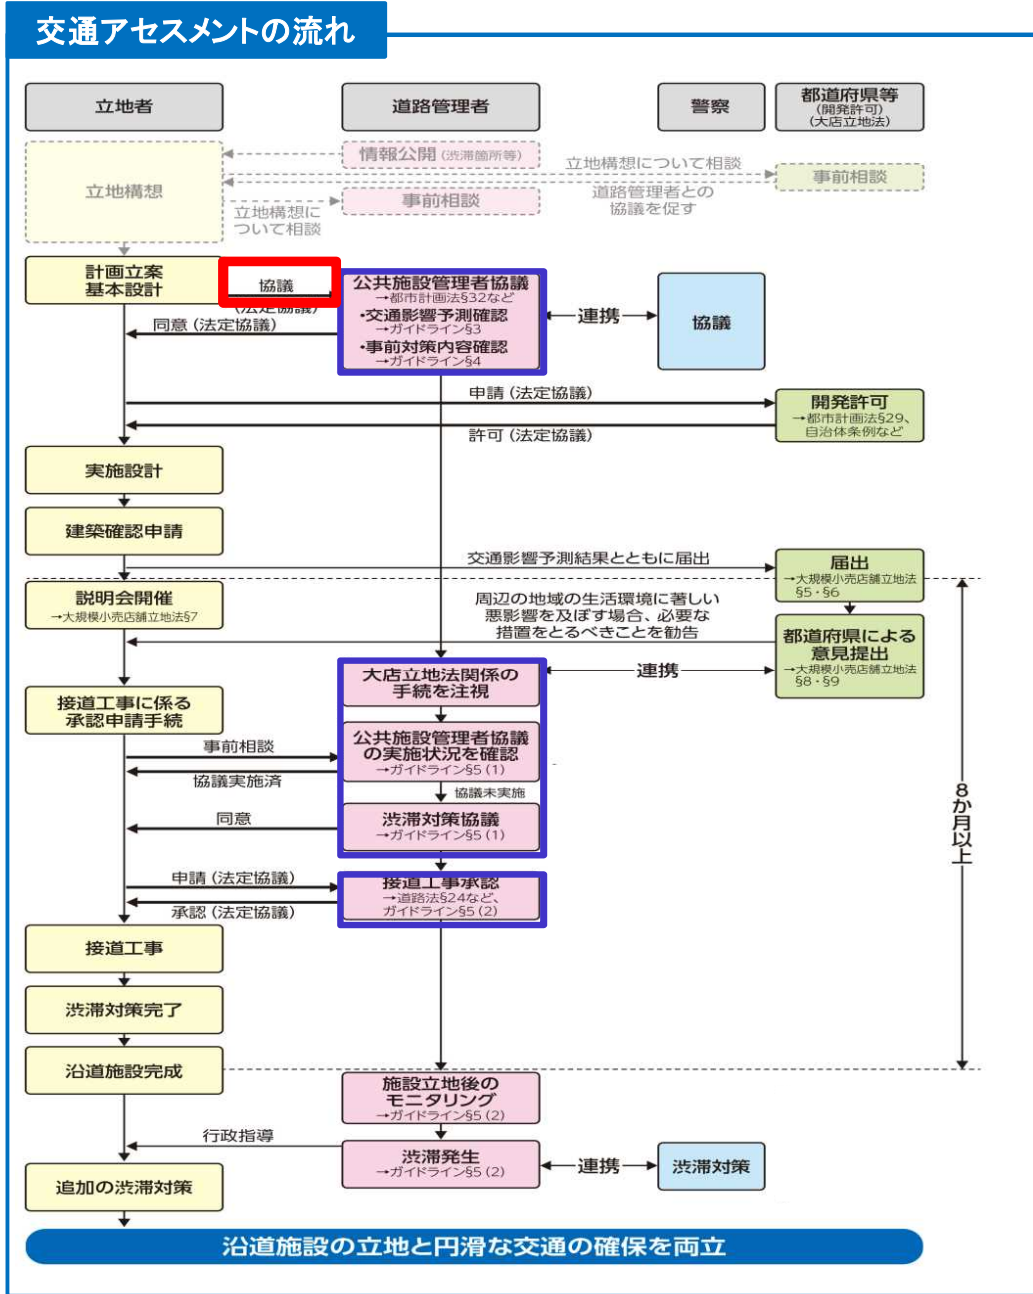 交通アセスメントの流れ
立地者
道路管理者
警察
都道府県等
(開発許可)
(大店立地法)
立地構想
情報公開 (渋滞箇所等)
立地構想について相談
事前相談
道路管理者との
協議を促す
事前相談
立地構想に
ついて相談
計画立案
基本設計
協議
(法定協議)
同意 (法定協議)
公共施設管理者協議
→都市計画法§32など
・交通影響予測確認
→ガイドライン§3
・事前対策内容確認
→ガイドライン§4
連携
協議
申請 (法定協議)
許可 (法定協議)
開発許可
→都市計画法§29、
自治体条例など
実施設計
建築確認申請
交通影響予測結果とともに届出
届出
→大規模小売店舗立地法
§5・§6
説明会開催
→大規模小売店舗立地法§7
周辺の地域の生活環境に著しい
悪影響を及ぼす場合、必要な
措置をとるべきことを勧告
都道府県による
意見提出
→大規模小売店舗立地法
§8・§9
大店立地法関係の
手続を注視
連携
接道工事に係る
承認申請手続
事前相談
協議実施済
公共施設管理者協議
の実施状況を確認
→ガイドライン§5 (1)
協議未実施
同意
渋滞対策協議
→ガイドライン§5 (1)
8か月以上
申請 (法定協議)
承認 (法定協議)
接道工事承認
→道路法§24など、
ガイドライン§5 (2)
接道工事
渋滞対策完了
沿道施設完成
施設立地後の
モニタリング
→ガイドライン§5 (2)
行政指導
渋滞発生
→ガイドライン§5 (2)
連携
渋滞対策
追加の渋滞対策
沿道施設の立地と円滑な交通の確保を両立